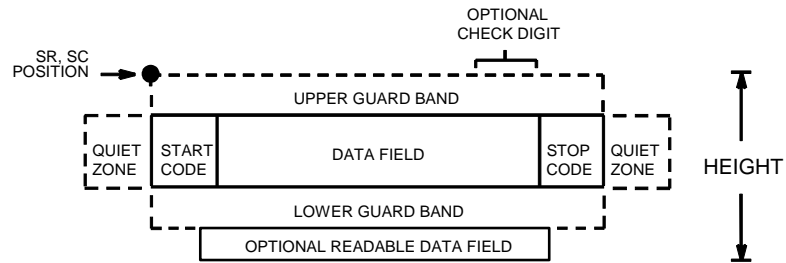 OPTIONAL
CHECK DIGIT
SR, SC
POSITION
UPPER GUARD BAND
QUIET
ZONE
START
CODE
DATA FIELD
STOP
CODE
QUIET
ZONE
HEIGHT
LOWER GUARD BAND
OPTIONAL READABLE DATA FIELD